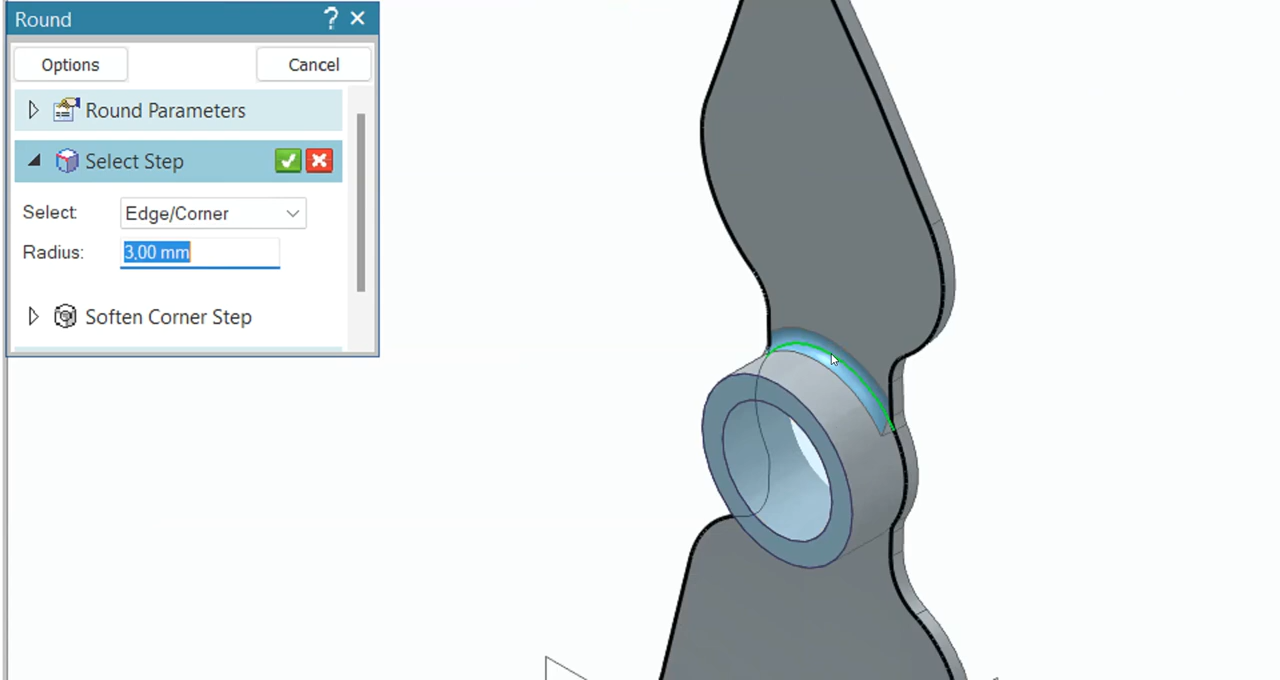 Round
?
Options
Cancel
Round Parameters
Select Step
Select:
Edge/Corner
Radius:
3,00 mm
Soften Corner Step